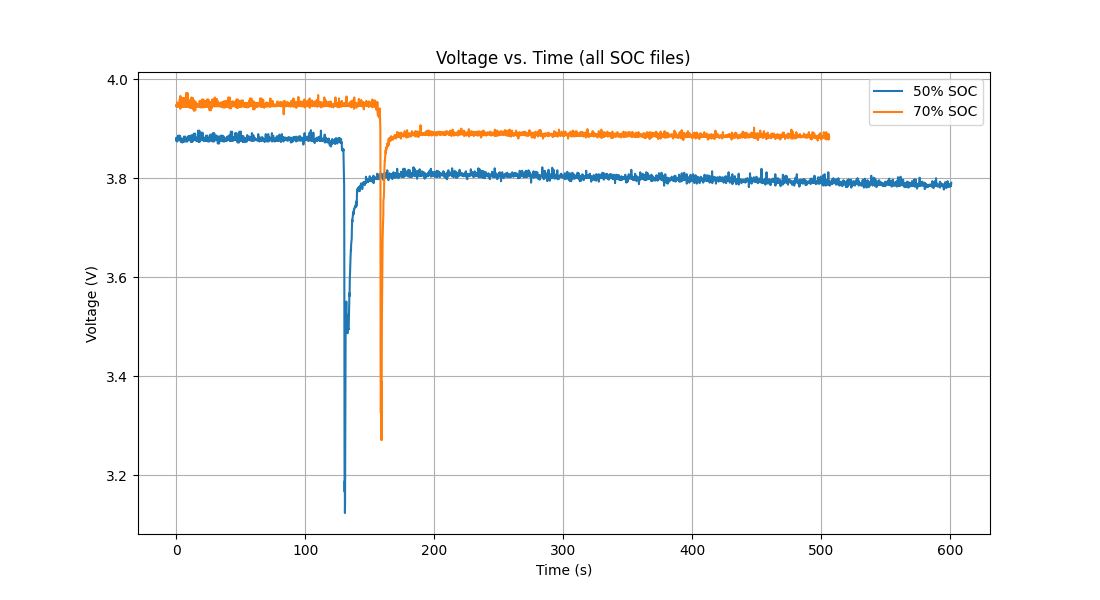 Voltage vs. Time (all SOC files)
50% SOC
70% SOC
Voltage (V)
4.0
3.8
3.6
3.4
3.2
0 100 200 300 400 500 600
Time (s)